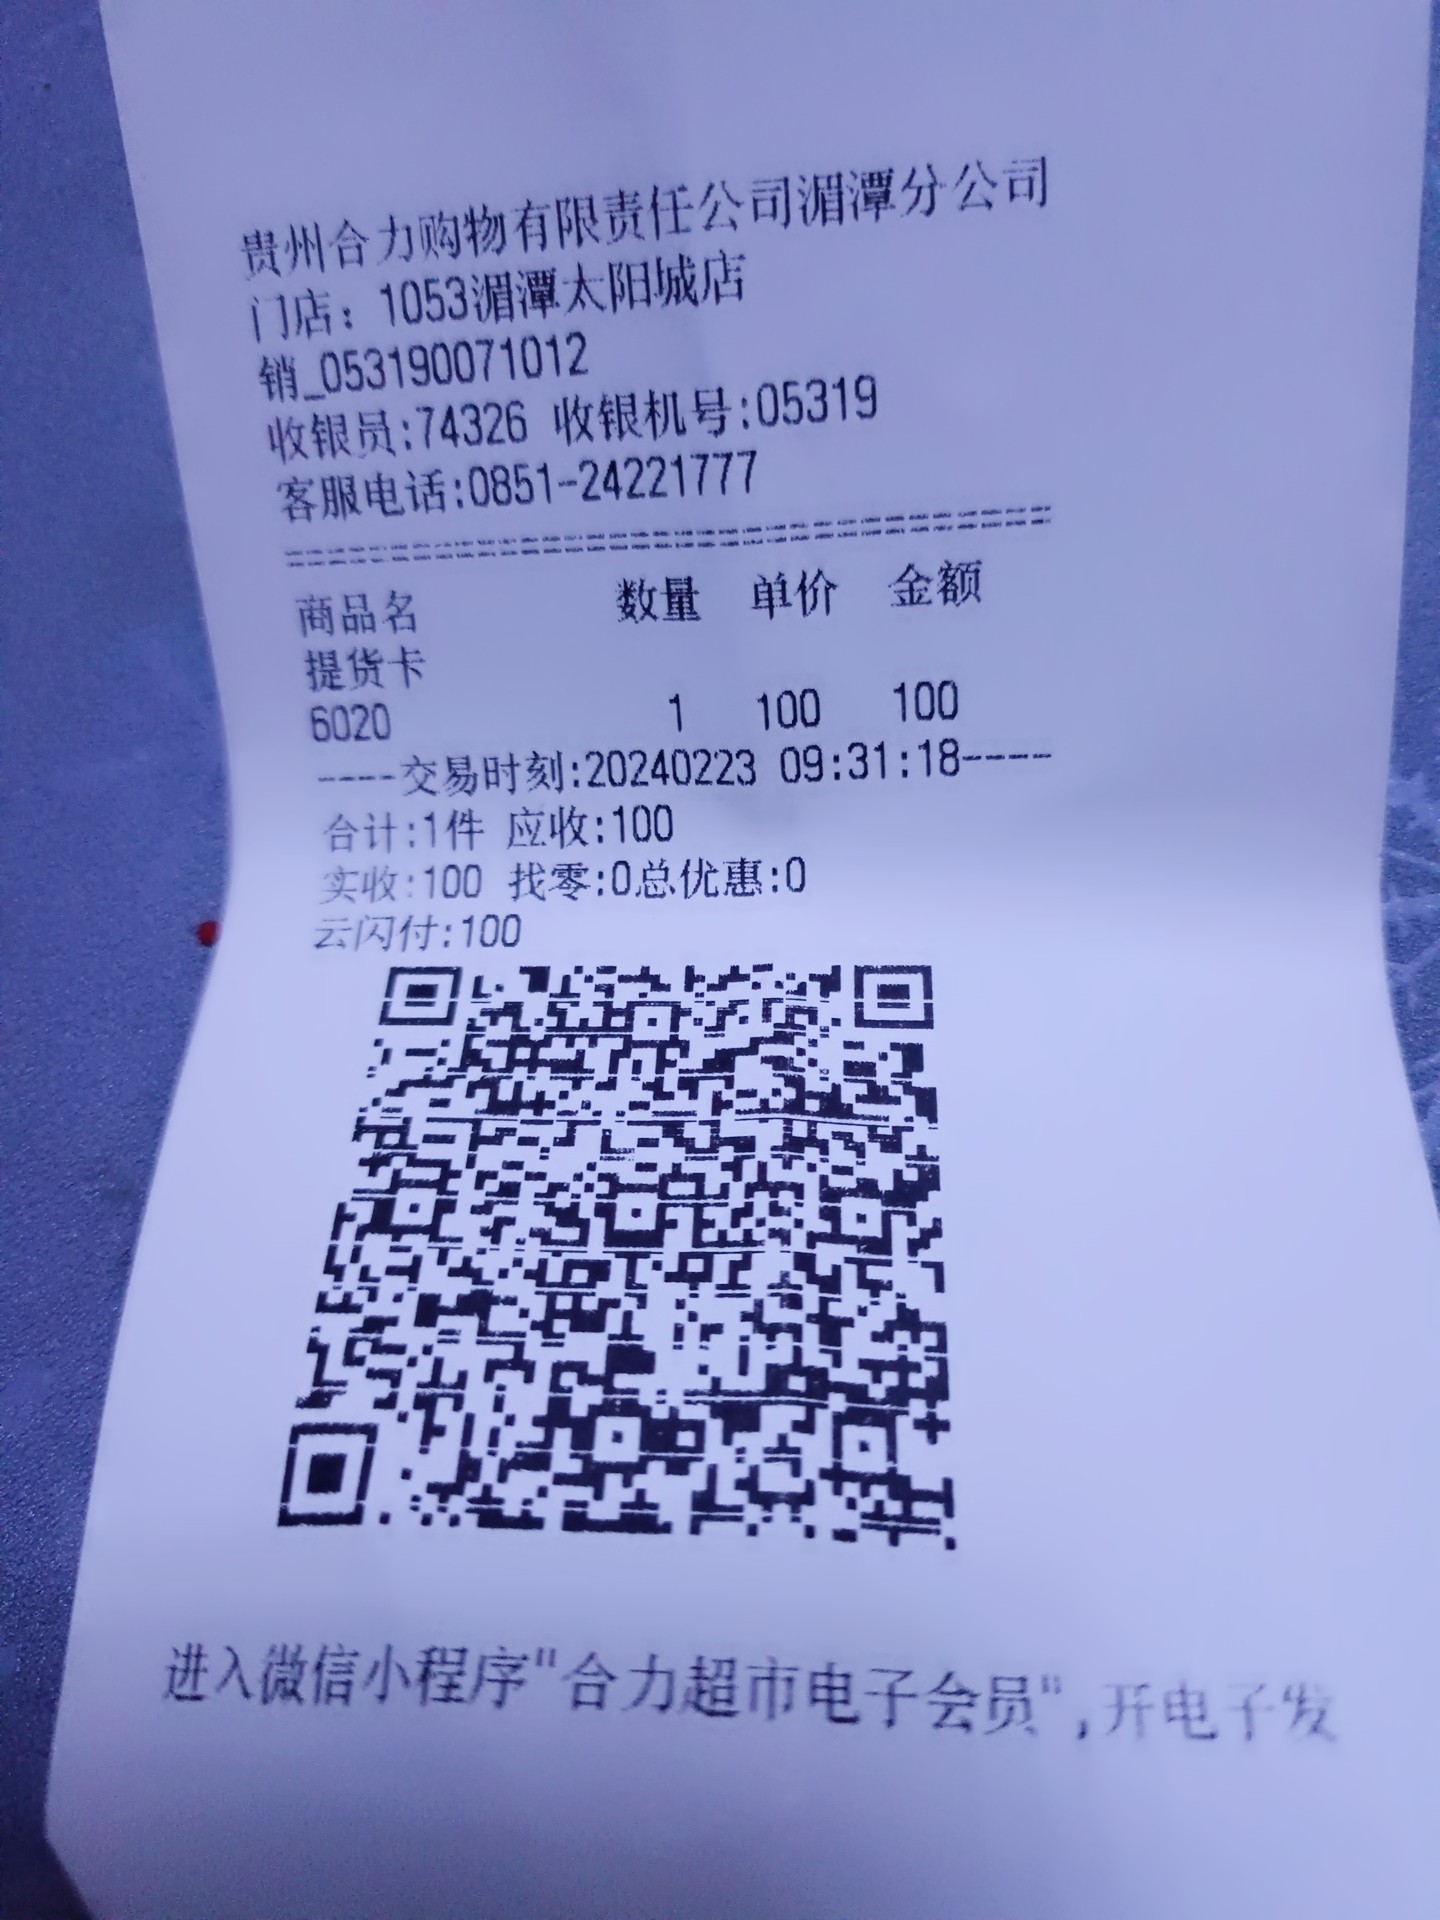 贵州合力购物有限责任公司湄潭分公司
门店：1053湄潭太阳城店
销_053190071012
收银员:74326 收银机号:05319
客服电话:0851-24221777
================================
商品名 数量 单价 金额
提货卡
6020 1 100 100
----交易时刻:20240223 09:31:18----
合计:1件 应收:100
实收:100 找零:0总优惠:0
云闪付:100
进入微信小程序"合力超市电子会员",开电子发